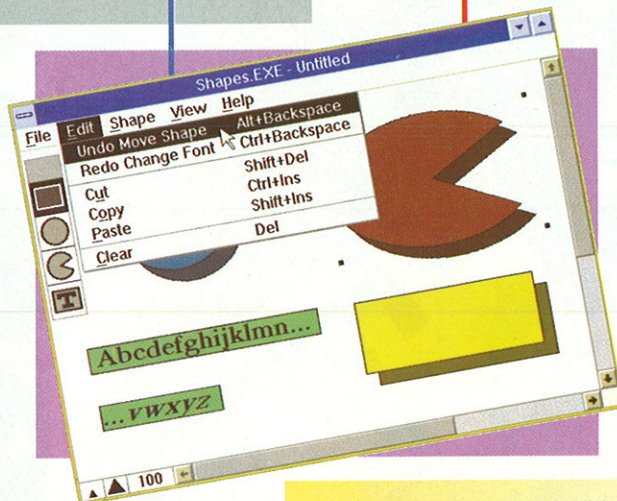 Shapes.EXE - Untitled
File Edit Shape View Help
Undo Move Shape Alt+Backspace
Redo Change Font Ctrl+Backspace
Cut Shift+Del
Copy Ctrl+Ins
Paste Shift+Ins
Clear Del
T
Abcdefghijklmn...
...vwxyz
100